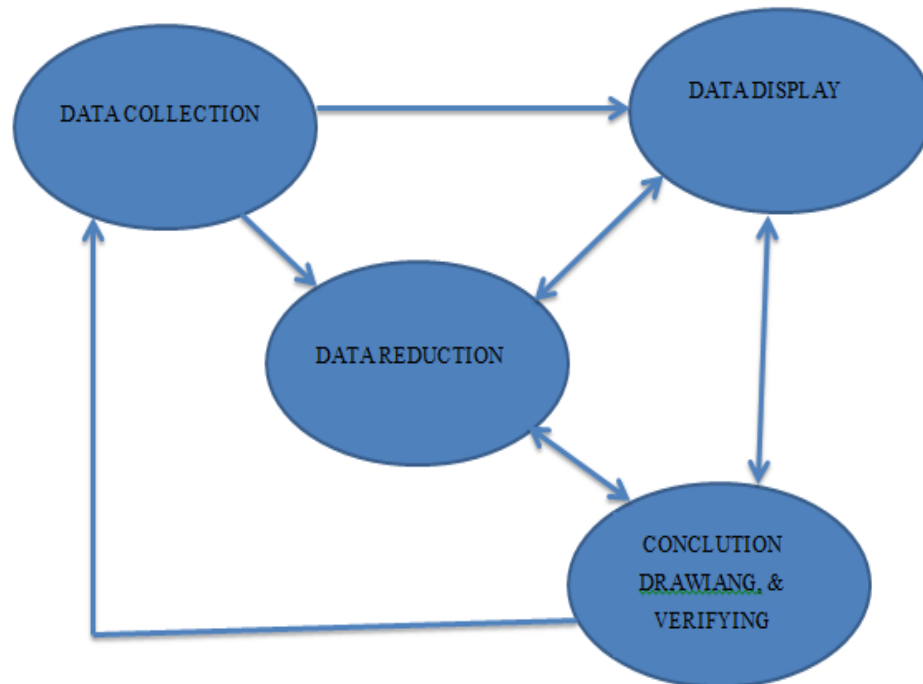 DATA COLLECTION
DATA DISPLAY
DATA REDUCTION
CONCLUTION
DRAWIANG, &
VERIFYING